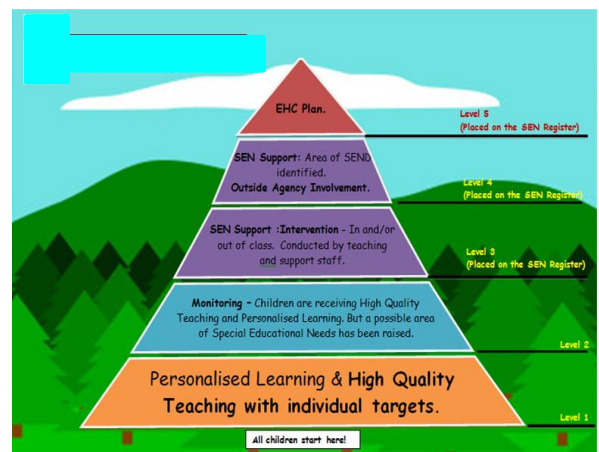 EHC Plan.
Level 5
(Placed on the SEN Register)
SEN Support: Area of SEND
identified.
Outside Agency Involvement.
Level 4
(Placed on the SEN Register)
SEN Support :Intervention - In and/or
out of class. Conducted by teaching
and support staff.
Level 3
(Placed on the SEN Register)
Monitoring – Children are receiving High Quality
Teaching and Personalised Learning. But a possible area
of Special Educational Needs has been raised.
Level 2
Personalised Learning & High Quality
Teaching with individual targets.
Level 1
All children start here!